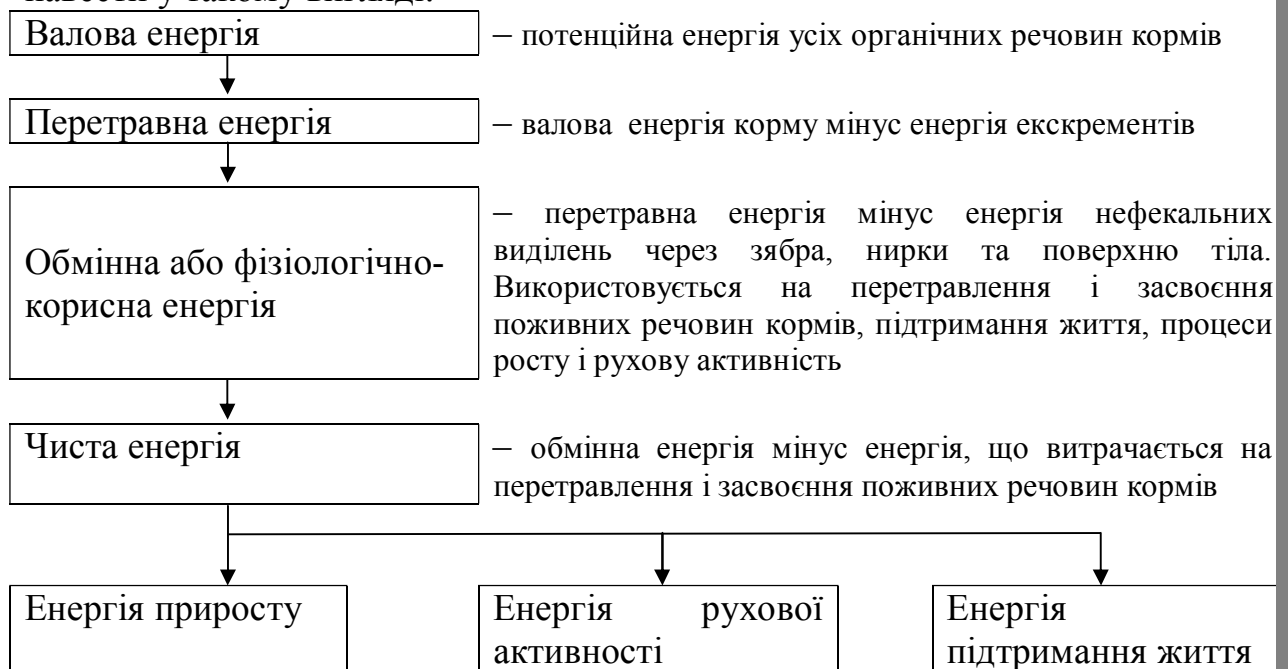 навести у такому вигляді:
Валова енергія
– потенційна енергія усіх органічних речовин кормів
Перетравна енергія
– валова енергія корму мінус енергія екскрементів
Обмінна або фізіологічно-
корисна енергія
– перетравна енергія мінус енергія нефекальних
виділень через зябра, нирки та поверхню тіла.
Використовується на перетравлення і засвоєння
поживних речовин кормів, підтримання життя, процеси
росту і рухову активність
Чиста енергія
– обмінна енергія мінус енергія, що витрачається на
перетравлення і засвоєння поживних речовин кормів
Енергія приросту
Енергія рухової
активності
Енергія
підтримання життя